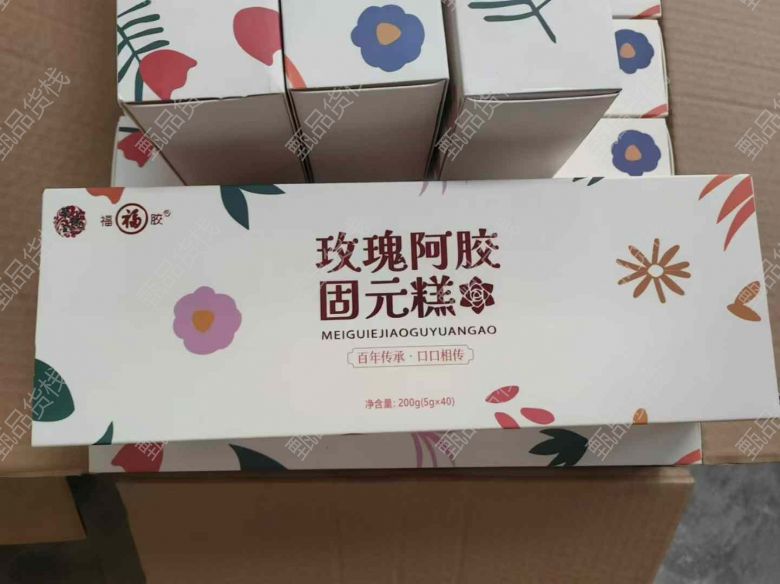 福福胶®
玫瑰阿胶
固元糕
MEIGUIEJIAOGUYUANGAO
百年传承·口口相传
净含量: 200g(5g×40)
甄品货栈